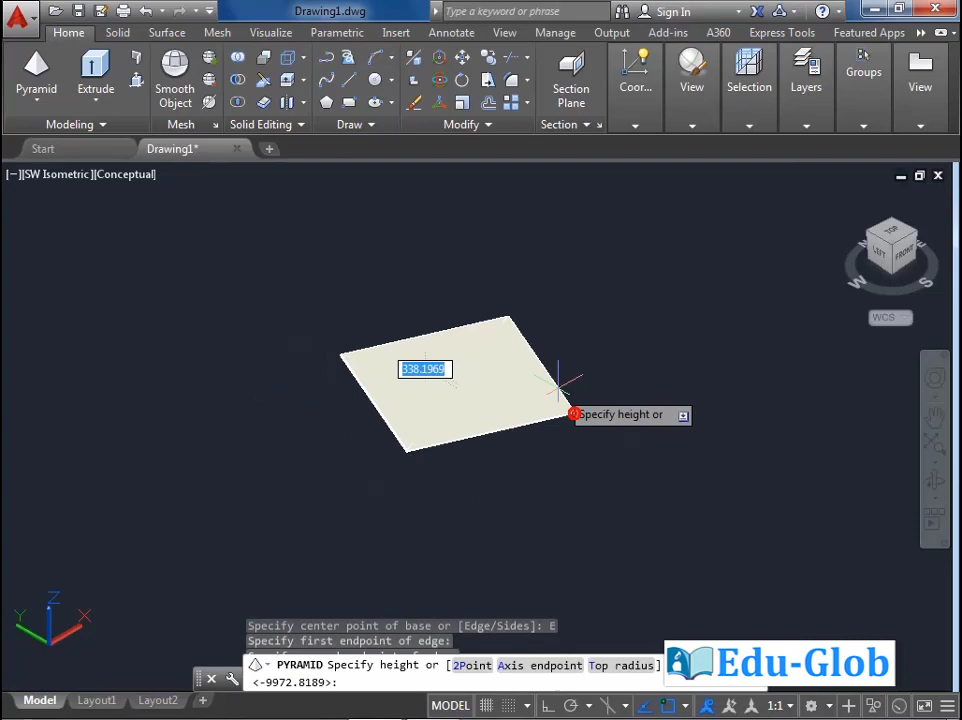 Drawing1.dwg
Type a keyword or phrase
Sign In
Home Solid Surface Mesh Visualize Parametric Insert Annotate View Manage Output Add-ins A360 Express Tools Featured Apps
Pyramid
Extrude
Smooth
Object
Section
Plane
Coor...
View
Selection
Layers
Groups
View
Modeling
Mesh
Solid Editing
Draw
Modify
Section
Start
Drawing1*
[−][SW Isometric][Conceptual]
TOP
LEFT
FRONT
N
W
S
WCS
338.1969
Specify height or
Z
Y
X
Specify center point of base or [Edge/Sides]: E
Specify first endpoint of edge:
PYRAMID Specify height or [2Point Axis endpoint Top radius]
<-9972.8189>:
Edu-Glob
Model Layout1 Layout2
MODEL
1:1